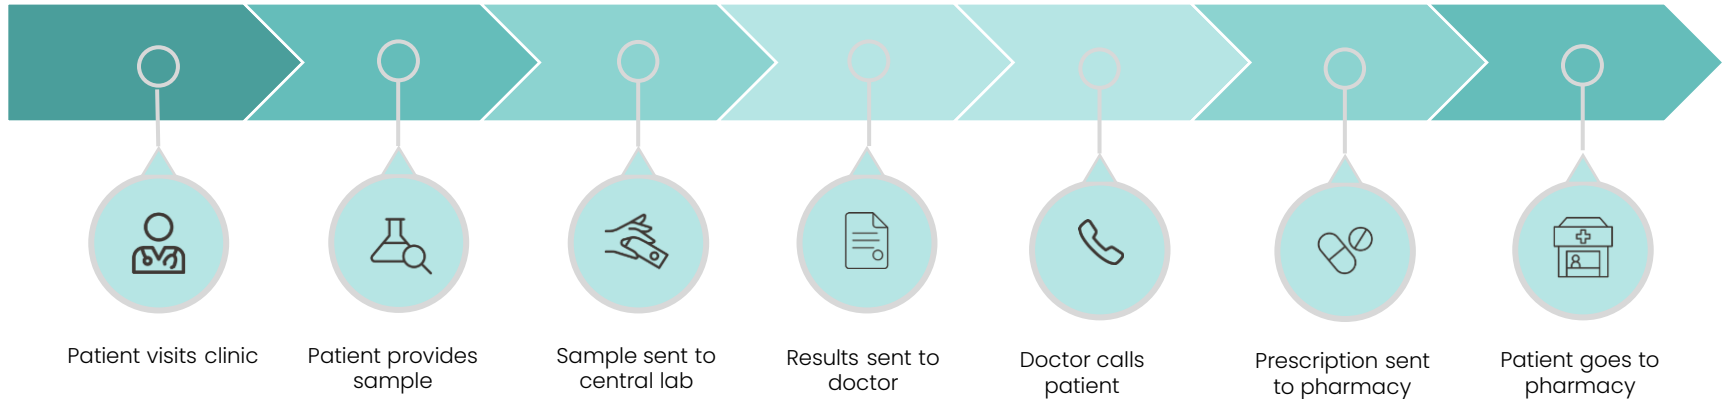 Patient visits clinic
Patient provides
sample
Sample sent to
central lab
Results sent to
doctor
Doctor calls
patient
Prescription sent
to pharmacy
Patient goes to
pharmacy